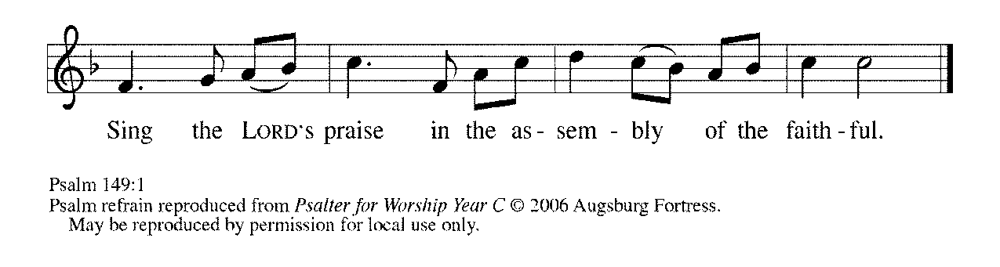 Sing the LORD's praise in the as - sem - bly of the faith - ful.
Psalm 149:1
Psalm refrain reproduced from Psalter for Worship Year C © 2006 Augsburg Fortress.
May be reproduced by permission for local use only.